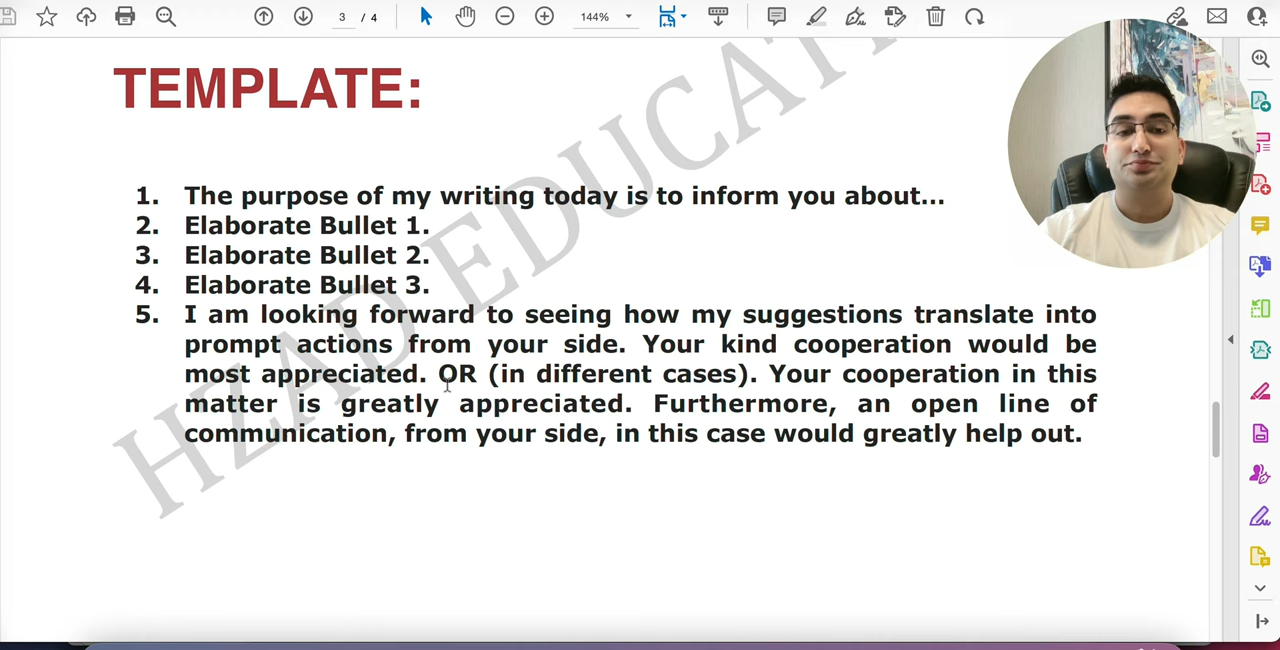 3 / 4
144%
TEMPLATE:
1. The purpose of my writing today is to inform you about...
2. Elaborate Bullet 1.
3. Elaborate Bullet 2.
4. Elaborate Bullet 3.
5. I am looking forward to seeing how my suggestions translate into
prompt actions from your side. Your kind cooperation would be
most appreciated. OR (in different cases). Your cooperation in this
matter is greatly appreciated. Furthermore, an open line of
communication, from your side, in this case would greatly help out.
HZAD EDUCATI